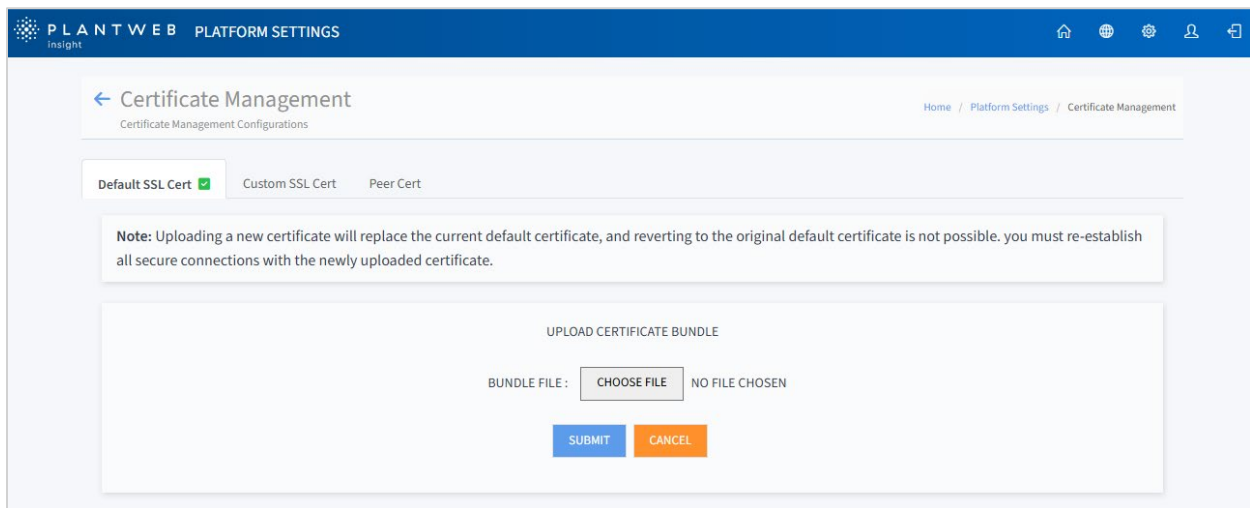 PLANTWEB PLATFORM SETTINGS
insight
Certificate Management
Certificate Management Configurations
Home / Platform Settings / Certificate Management
Default SSL Cert Custom SSL Cert Peer Cert
Note: Uploading a new certificate will replace the current default certificate, and reverting to the original default certificate is not possible. you must re-establish
all secure connections with the newly uploaded certificate.
UPLOAD CERTIFICATE BUNDLE
BUNDLE FILE : CHOOSE FILE NO FILE CHOSEN
SUBMIT CANCEL